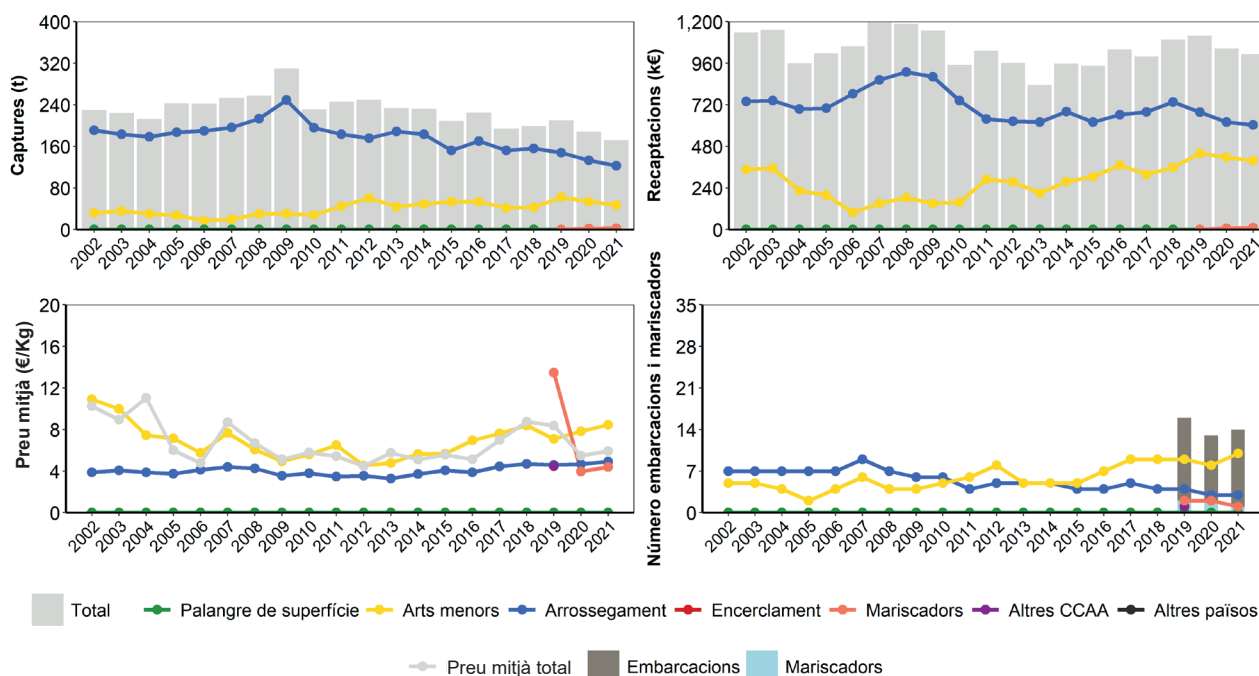 Captures (t)
400
320
240
160
80
0
2002 2003 2004 2005 2006 2007 2008 2009 2010 2011 2012 2013 2014 2015 2016 2017 2018 2019 2020 2021
Recaptacions (k€)
1,200
960
720
480
240
0
2002 2003 2004 2005 2006 2007 2008 2009 2010 2011 2012 2013 2014 2015 2016 2017 2018 2019 2020 2021
Preu mitjà (€/Kg)
20
16
12
8
4
0
2002 2003 2004 2005 2006 2007 2008 2009 2010 2011 2012 2013 2014 2015 2016 2017 2018 2019 2020 2021
Número embarcacions i mariscadors
35
28
21
14
7
0
2002 2003 2004 2005 2006 2007 2008 2009 2010 2011 2012 2013 2014 2015 2016 2017 2018 2019 2020 2021
Total Palangre de superfície Arts menors Arrossegament Encerclament Mariscadors Altres CCAA Altres països
Preu mitjà total Embarcacions Mariscadors